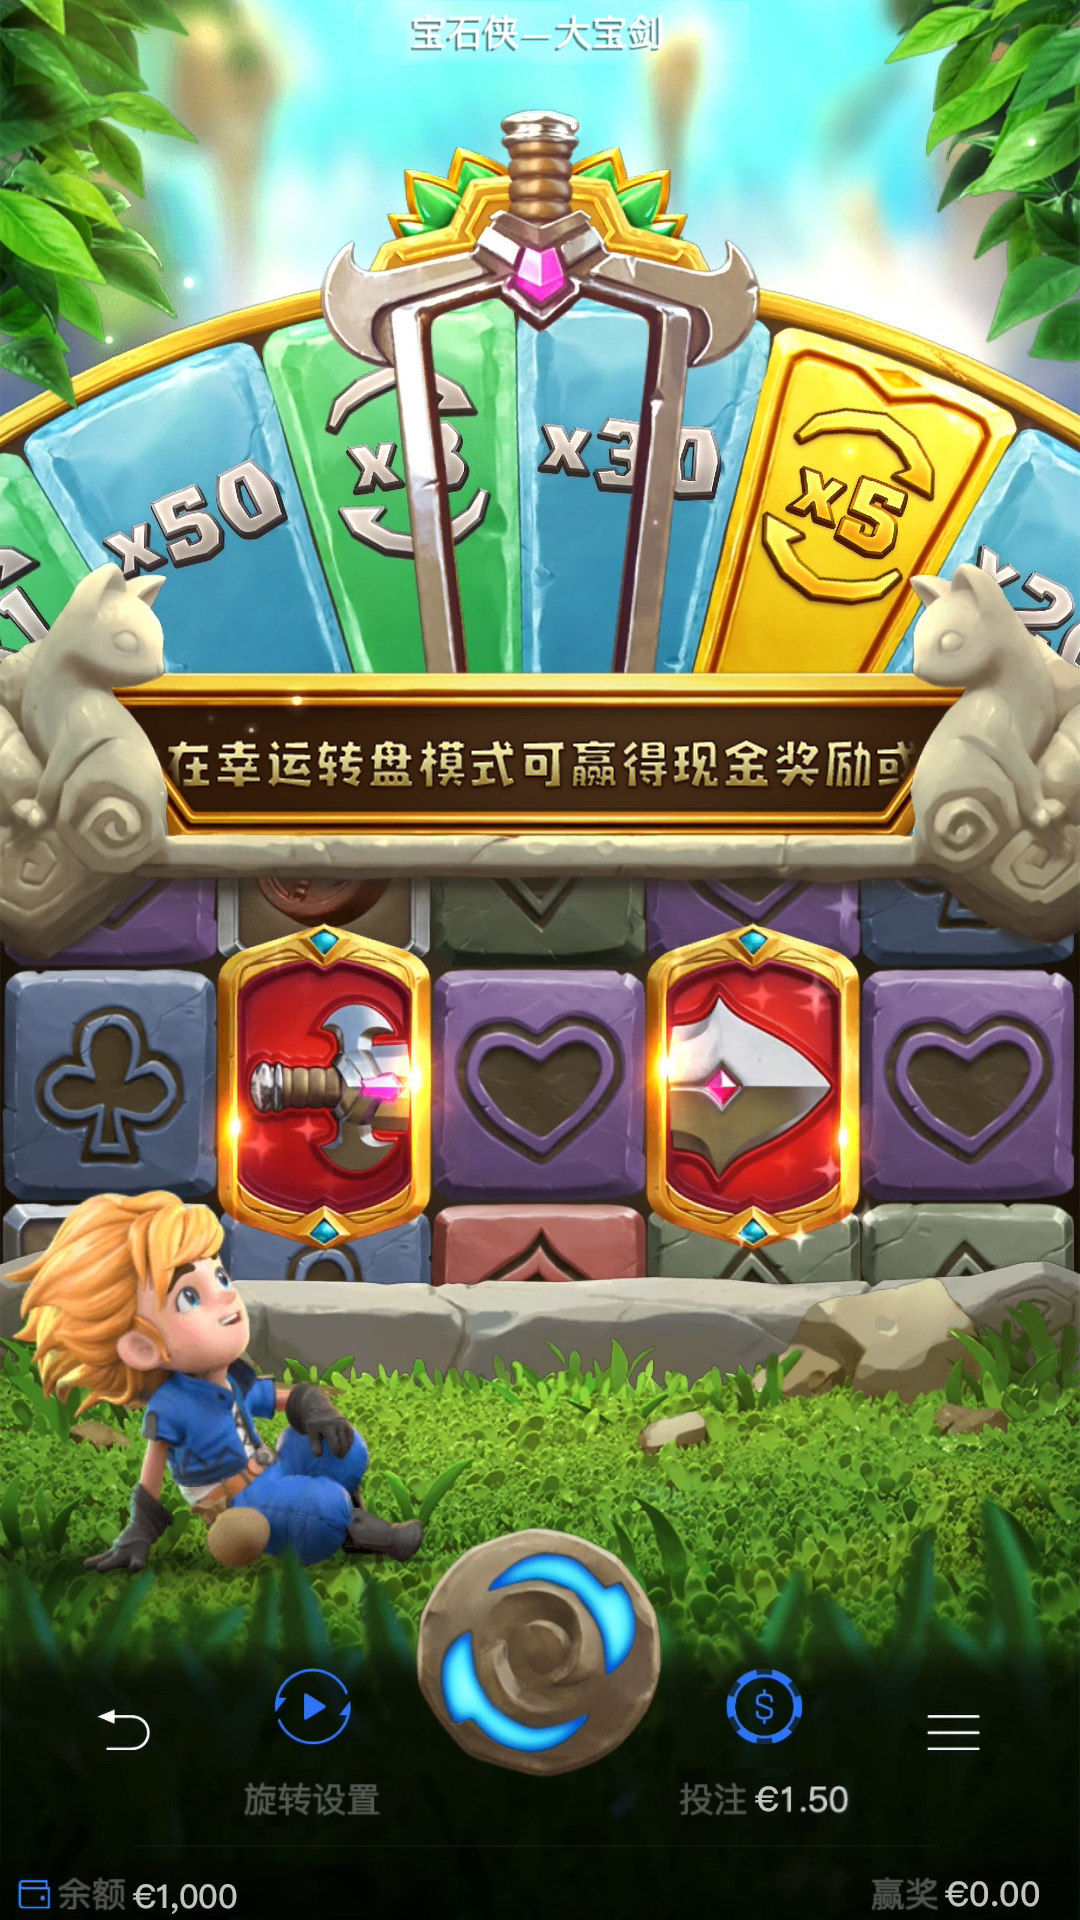 宝石侠—大宝剑
x50
x3
x30
x5
x20
1
在幸运转盘模式可赢得现金奖励或
旋转设置
投注 €1.50
余额 €1,000
赢奖 €0.00